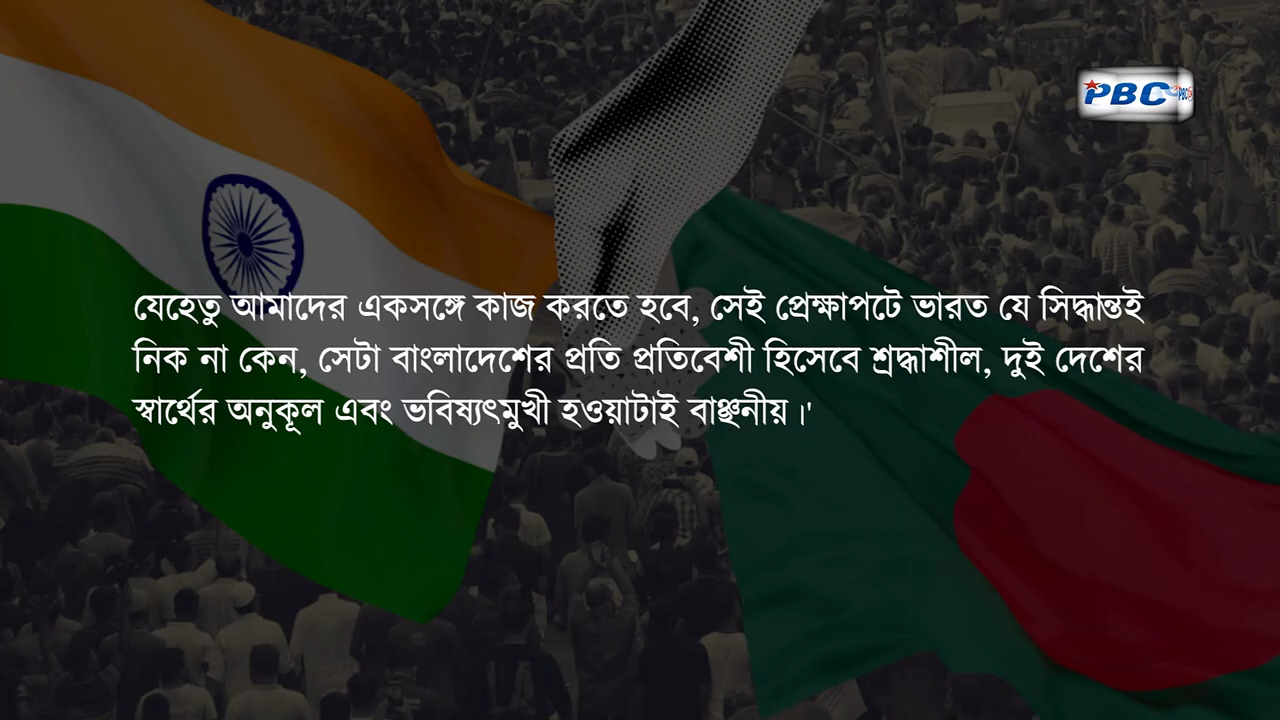 PBC
যেহেতু আমাদের একসঙ্গে কাজ করতে হবে, সেই প্রেক্ষাপটে ভারত যে সিদ্ধান্তই
নিক না কেন, সেটা বাংলাদেশের প্রতি প্রতিবেশী হিসেবে শ্রদ্ধাশীল, দুই দেশের
স্বার্থের অনুকূল এবং ভবিষ্যৎমুখী হওয়াটাই বাঞ্ছনীয়।'